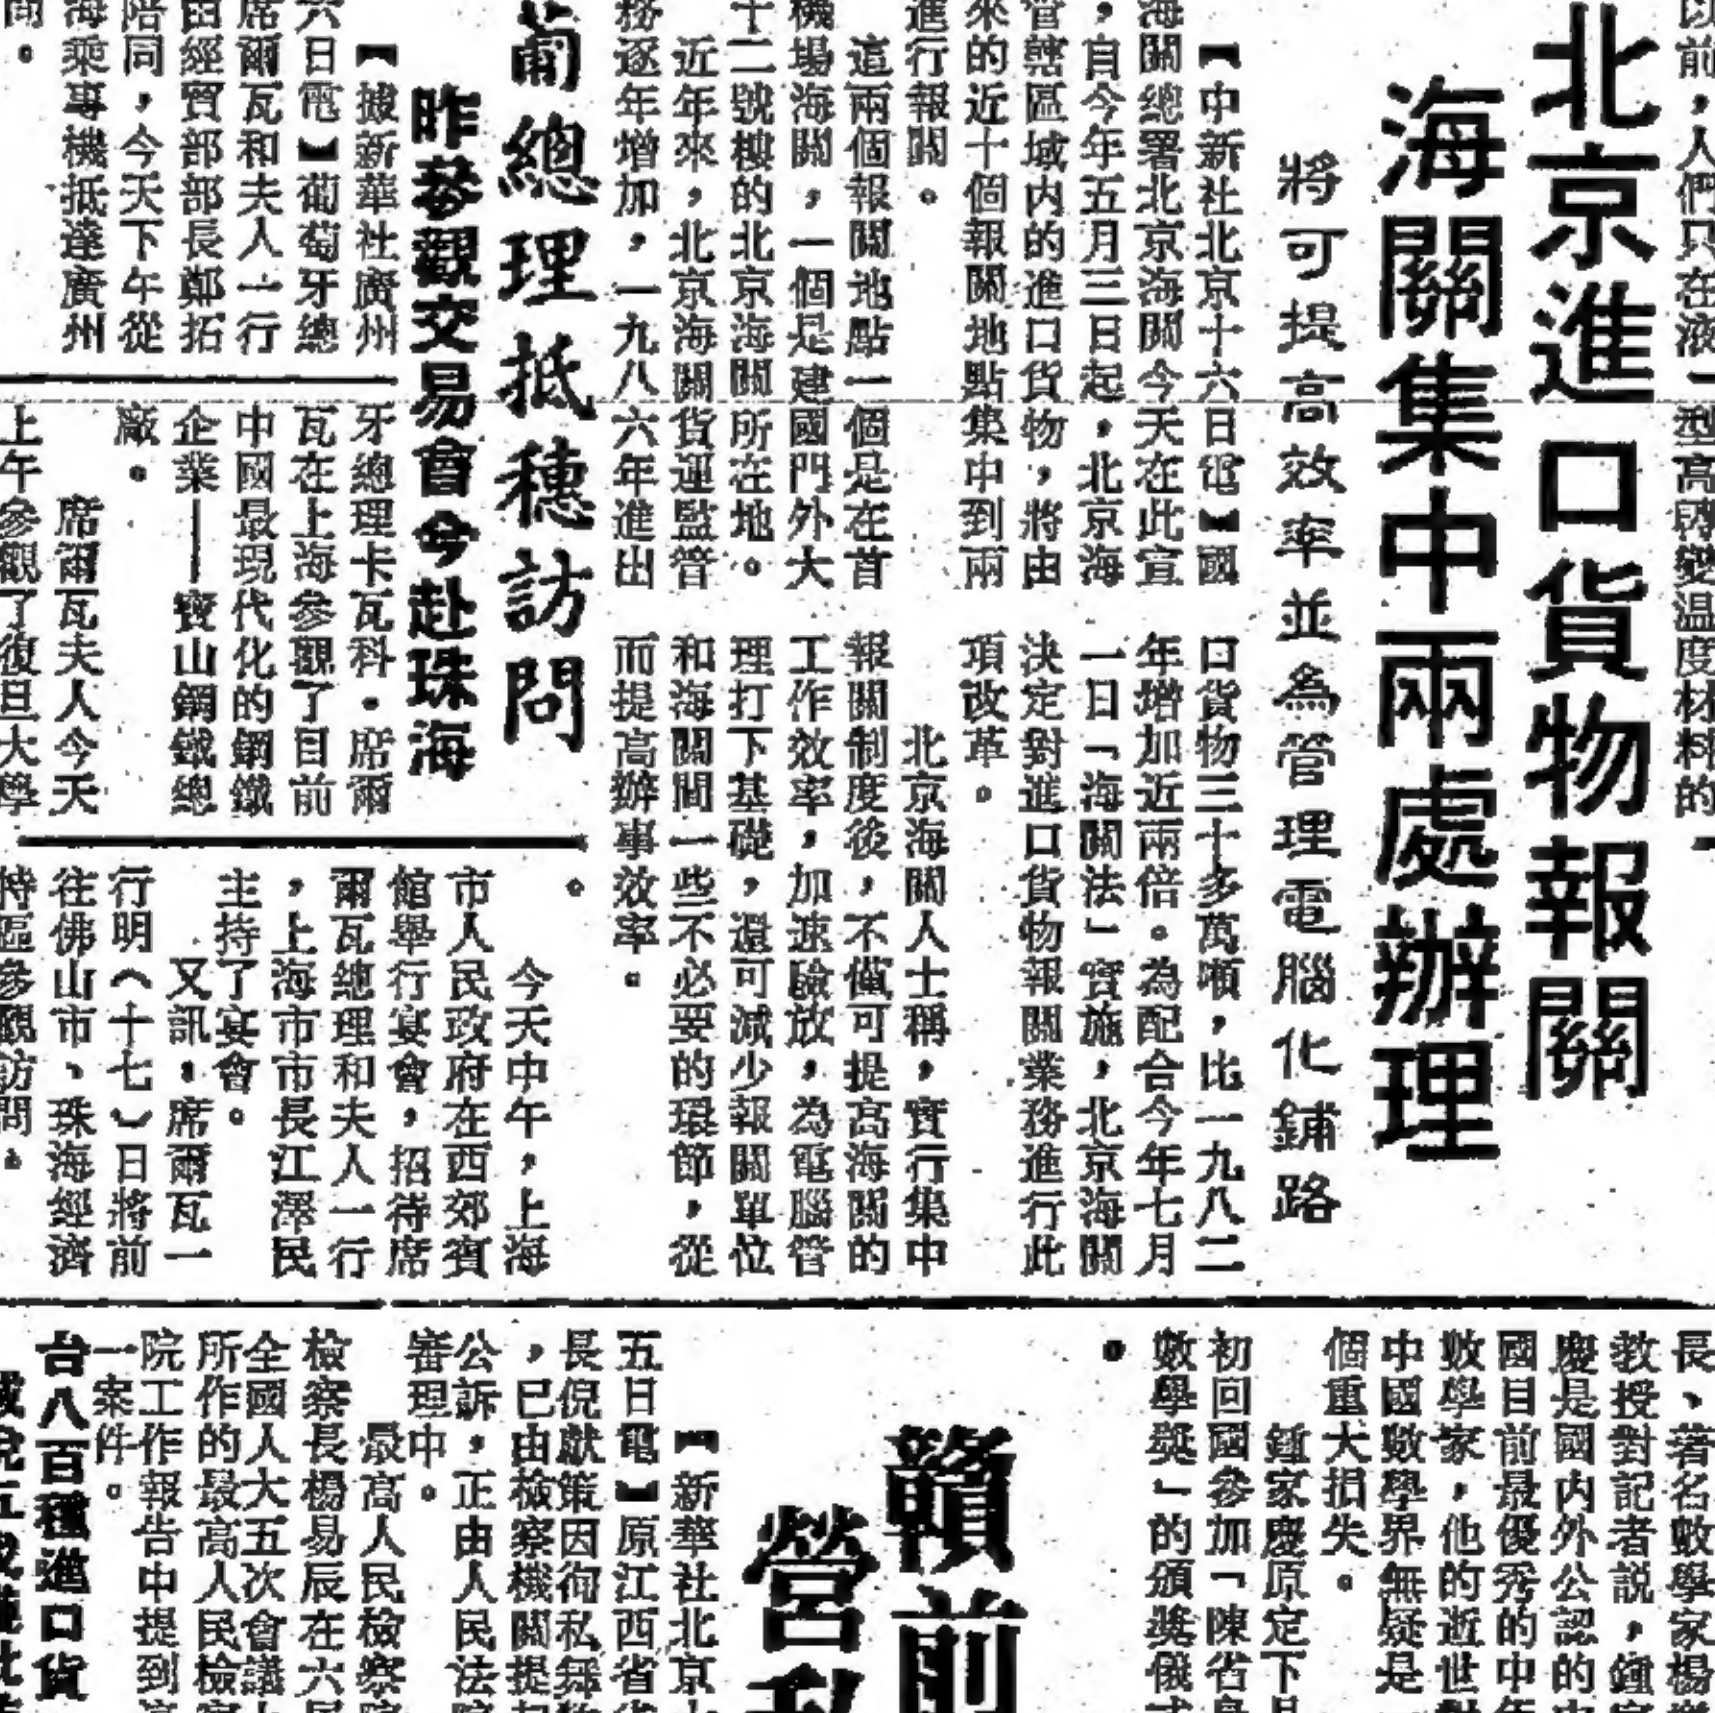 以前，人們只在液
型高
温度材料的
北京進口貨物報關
海關集中兩處辦理
將可提高效率並為管理電腦化鋪路
【中新社北京十六日電】國
海關總署北京海關今天在此宣
，自今年五月三日起，北京海
管轄區域內的進口貨物，將由
來的近十個報關地點集中到兩
進行報關。
這兩個報關地點一個是在首
機場海關，一個是建國門外大
十二號樓的北京海關所在地。
近年來，北京海關貨運監管
務逐年增加，一九八六年進出
口貨物三十多萬噸，比一九八二
年增加近兩倍。為配合今年七月
一日「海關法」實施，北京海關
決定對進口貨物報關業務進行此
項改革。
北京海關人士稱，實行集中
報關制度後，不僅可提高海關的
工作效率，加速驗放，為電腦管
理打下基礎，還可減少報關單位
和海關間一些不必要的環節，從
而提高辦事效率。
葡總理抵穗訪問
昨參觀交易會今赴珠海
【據新華社廣州
六日電】葡萄牙總
席爾瓦和夫人一行
由經貿部部長鄭拓
陪同，今天下午從
海乘專機抵達廣州
問。
牙總理卡瓦科·席爾
瓦在上海參觀了目前
中國最現代化的鋼鐵
企業——寶山鋼鐵總
廠。
席爾瓦夫人今天
上午參觀了復旦大學
。
今天中午，上海
市人民政府在西郊賓
館舉行宴會，招待席
爾瓦總理和夫人一行
，上海市市長江澤民
主持了宴會。
又訊，席爾瓦一
行明（十七）日將前
往佛山市、珠海經濟
特區參觀訪問。
長、著名數學家楊
教授對記者說，鍾家
慶是國內外公認的
國目前最優秀的中年
數學家，他的逝世對
中國數學界無疑是
個重大損失。
鍾家慶原定下月
初回國參加「陳省身
數學獎」的頒獎儀式
。
贛前
營私
【新華社北京
五日電】原江西省省
長倪獻策因徇私舞
，已由檢察機關提起
公訴，正由人民法院
審理中。
最高人民檢察院
檢察長楊易辰在六屆
全國人大五次會議
所作的最高人民檢察
院工作報告中提到
一案件。
台八百種進口貨